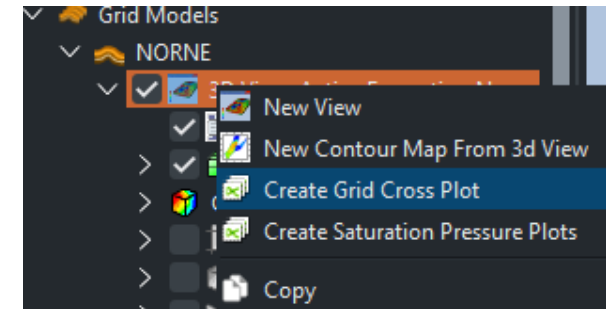 Grid Models
NORNE
New View
New Contour Map From 3d View
Create Grid Cross Plot
Create Saturation Pressure Plots
Copy